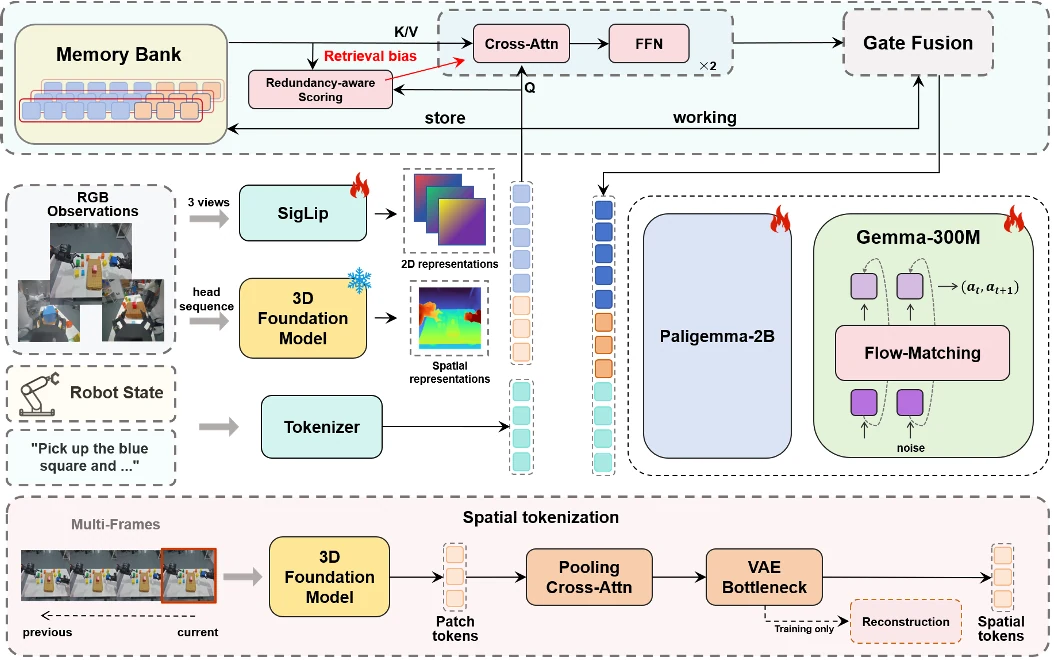 Memory Bank
K/V
Retrieval bias
Redundancy-aware
Scoring
Cross-Attn
FFN
×2
Gate Fusion
Q
store
working
RGB
Observations
3 views
SigLip
2D representations
head
sequence
3D
Foundation
Model
Spatial
representations
Robot State
"Pick up the blue
square and ..."
Tokenizer
Paligemma-2B
Gemma-300M
(aₜ, aₜ₊₁)
Flow-Matching
noise
Spatial tokenization
Multi-Frames
previous
current
3D
Foundation
Model
Patch
tokens
Pooling
Cross-Attn
VAE
Bottleneck
Training only
Reconstruction
Spatial
tokens